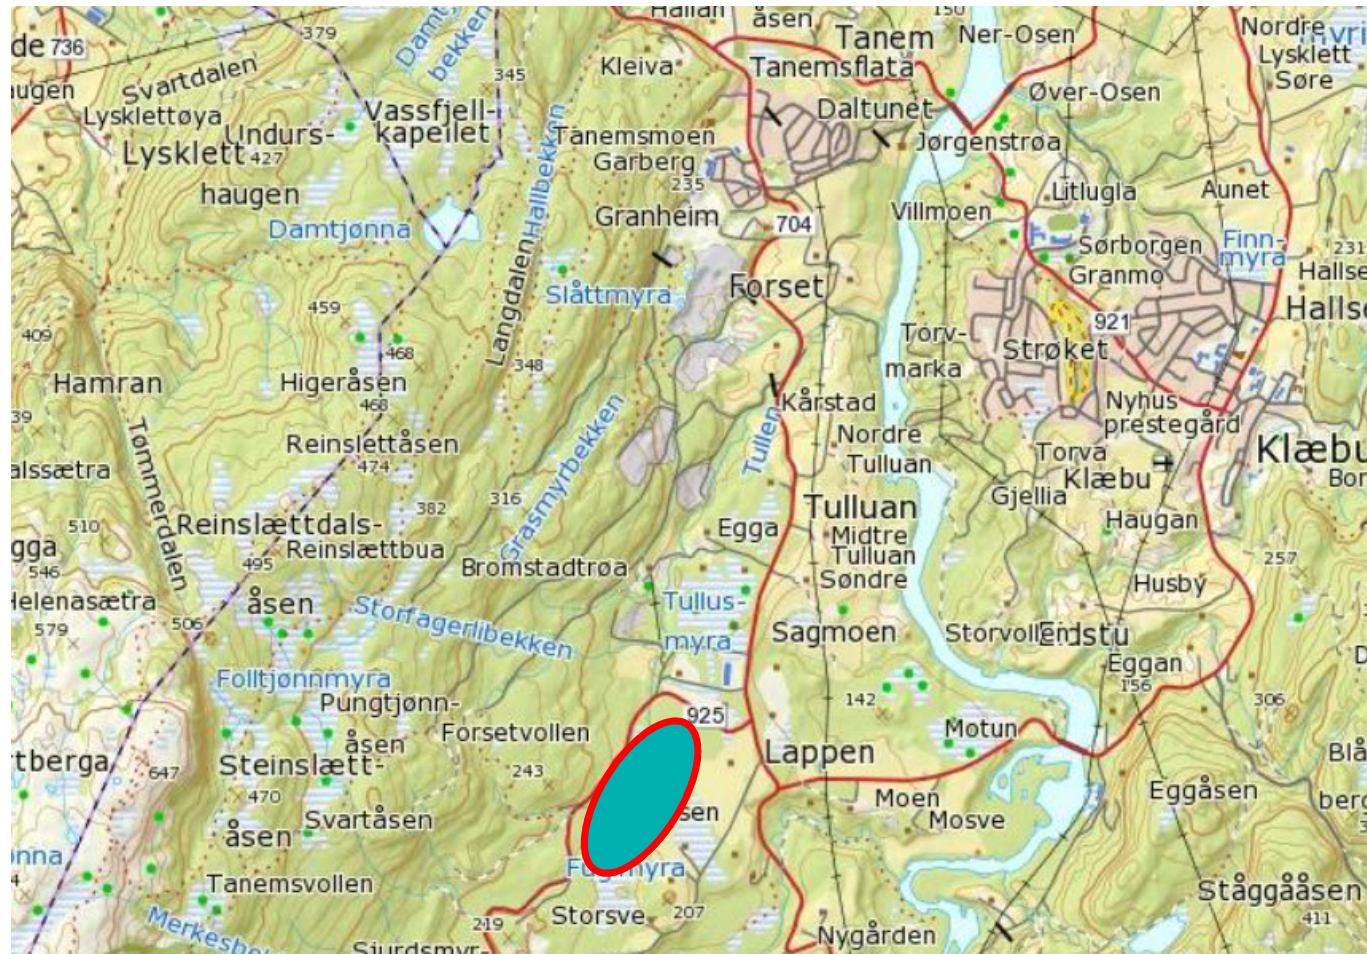 åsen
150
Nordre
de 736
379
Tanem
Ner-Osen
Lysklett
Søre
Svartdalen
Kleiva
Tanemsflata
345
augen
Øver-Osen
Lysklettøya
Vassfjell-
kapellet
Daltunet
Undurs-
haugen
Hallbekken
Tanemsmoen
Garberg
Jørgenstrøa
Lysklett
427
235
Litlugla
Aunet
Granheim
Villmoen
704
Damtjønna
Langdalen
Sørborgen
Granmo
Finn-
myra
231
Slåttmyra
Forset
459
921
409
468
348
Torv-
marka
Strøket
Hamran
Higeråsen
468
Kårstad
Nyhus
prestegård
39
Tømmerdalen
Reinslettåsen
474
Grasmyrbekken
Tullen
Nordre
Tulluan
Torva
Klæbu
alssætra
Klæbu
316
382
Gjellia
Tulluan
510
Reinslættdals-
åsen
Egga
Midtre
Tulluan
Søndre
Haugan
gga
546
Reinslættbua
495
Bromstadtrøa
257
Helenasætra
Husby
579
506
Storfagerlibekken
Tullus-
myra
Sagmoen
Storvollen
Folltjønnmyra
Eggan
156
Pungtjønn-
åsen
Forsetvollen
142
306
925
Motun
rtberga
647
Steinslætt-
åsen
243
Lappen
470
Svartåsen
sen
Moen
Mosve
Eggåsen
Tanemsvollen
Ståggååsen
411
219
Storsve
207
Nygården
Sjurdsmyr-